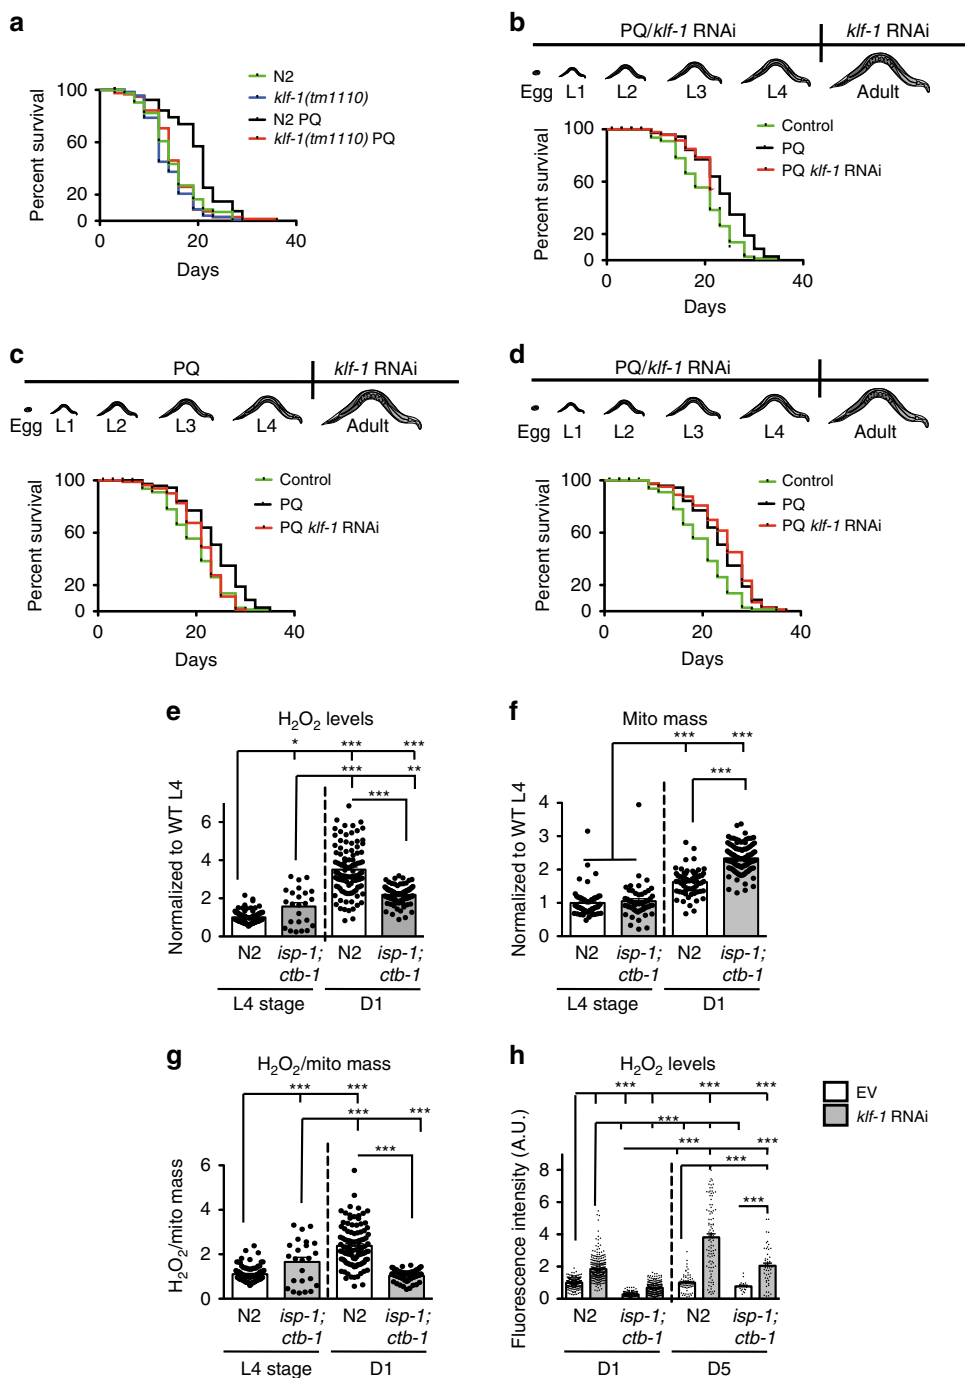 a
N2
klf-1(tm1110)
N2 PQ
klf-1(tm1110) PQ
Percent survival
100
60
20
0
0 20 40
Days
b
PQ/klf-1 RNAi klf-1 RNAi
Egg L1 L2 L3 L4 Adult
Control
PQ
PQ klf-1 RNAi
Percent survival
100
60
20
0
0 20 40
Days
c
PQ klf-1 RNAi
Egg L1 L2 L3 L4 Adult
Control
PQ
PQ klf-1 RNAi
Percent survival
100
60
20
0
0 20 40
Days
d
PQ/klf-1 RNAi
Egg L1 L2 L3 L4 Adult
Control
PQ
PQ klf-1 RNAi
Percent survival
100
60
20
0
0 20 40
Days
e
H₂O₂ levels
* *** ***
*** **
***
Normalized to WT L4
6
4
2
0
N2 isp-1; N2 isp-1;
ctb-1 ctb-1
L4 stage D1
f
Mito mass
*** ***
***
Normalized to WT L4
4
3
2
1
0
N2 isp-1; N2 isp-1;
ctb-1 ctb-1
L4 stage D1
g
H₂O₂/mito mass
*** ***
*** ***
***
H₂O₂/mito mass
6
4
2
0
N2 isp-1; N2 isp-1;
ctb-1 ctb-1
L4 stage D1
h
H₂O₂ levels
EV
klf-1 RNAi
*** *** ***
***
*** ***
***
***
Fluorescence intensity (A.U.)
8
6
4
2
0
N2 isp-1; N2 isp-1;
ctb-1 ctb-1
D1 D5